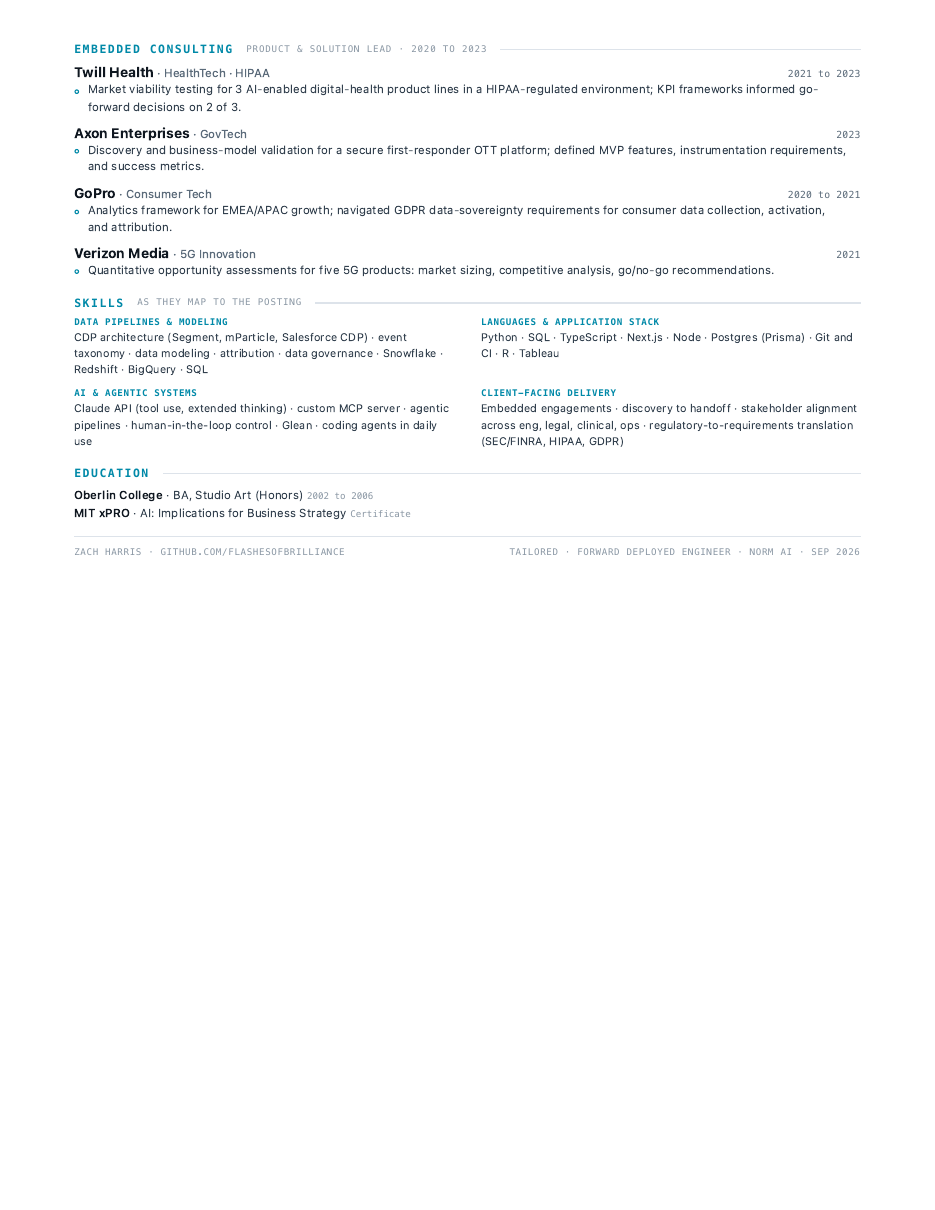 EMBEDDED CONSULTING PRODUCT & SOLUTION LEAD · 2020 TO 2023
Twill Health · HealthTech · HIPAA 2021 to 2023
Market viability testing for 3 AI-enabled digital-health product lines in a HIPAA-regulated environment; KPI frameworks informed go-
forward decisions on 2 of 3.
Axon Enterprises · GovTech 2023
Discovery and business-model validation for a secure first-responder OTT platform; defined MVP features, instrumentation requirements,
and success metrics.
GoPro · Consumer Tech 2020 to 2021
Analytics framework for EMEA/APAC growth; navigated GDPR data-sovereignty requirements for consumer data collection, activation,
and attribution.
Verizon Media · 5G Innovation 2021
Quantitative opportunity assessments for five 5G products: market sizing, competitive analysis, go/no-go recommendations.
SKILLS AS THEY MAP TO THE POSTING
DATA PIPELINES & MODELING
CDP architecture (Segment, mParticle, Salesforce CDP) · event
taxonomy · data modeling · attribution · data governance · Snowflake ·
Redshift · BigQuery · SQL
LANGUAGES & APPLICATION STACK
Python · SQL · TypeScript · Next.js · Node · Postgres (Prisma) · Git and
CI · R · Tableau
AI & AGENTIC SYSTEMS
Claude API (tool use, extended thinking) · custom MCP server · agentic
pipelines · human-in-the-loop control · Glean · coding agents in daily
use
CLIENT-FACING DELIVERY
Embedded engagements · discovery to handoff · stakeholder alignment
across eng, legal, clinical, ops · regulatory-to-requirements translation
(SEC/FINRA, HIPAA, GDPR)
EDUCATION
Oberlin College · BA, Studio Art (Honors) 2002 to 2006
MIT xPRO · AI: Implications for Business Strategy Certificate
ZACH HARRIS · GITHUB.COM/FLASHESOFBRILLIANCE TAILORED · FORWARD DEPLOYED ENGINEER · NORM AI · SEP 2026